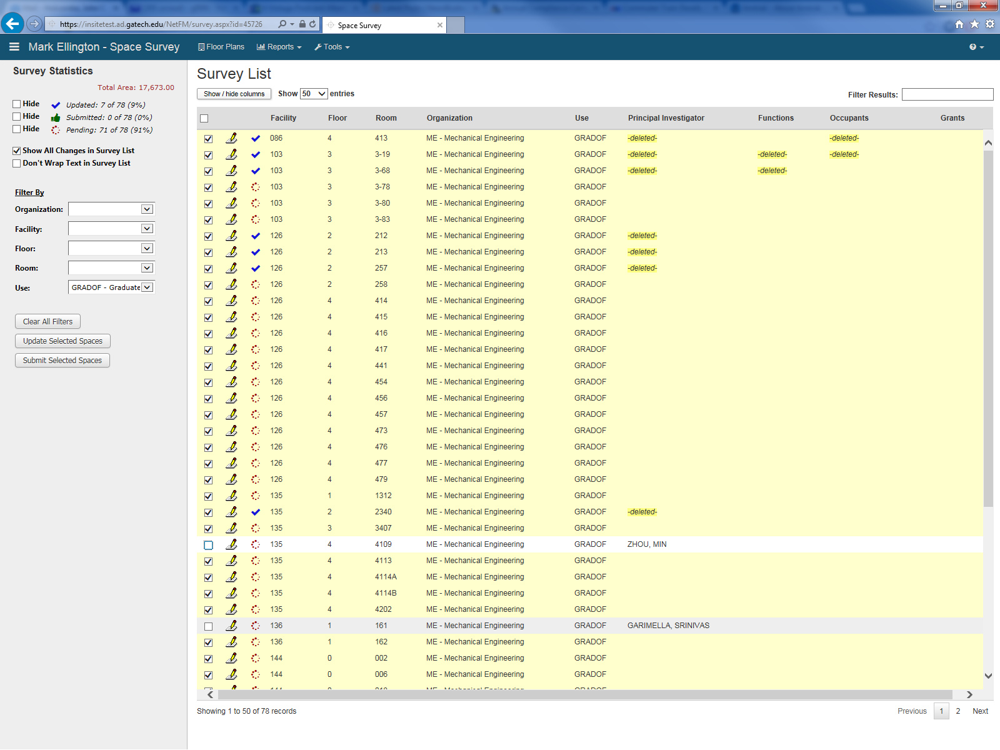 https://insitetest.ad.gatech.edu/NetFM/survey.aspx?id=45726
Space Survey
Mark Ellington - Space Survey
Floor Plans
Reports
Tools
Survey Statistics
Total Area: 17,673.00
Hide Updated: 7 of 78 (9%)
Hide Submitted: 0 of 78 (0%)
Hide Pending: 71 of 78 (91%)
Show All Changes in Survey List
Don't Wrap Text in Survey List
Filter By
Organization:
Facility:
Floor:
Room:
Use: GRADOF - Graduate
Clear All Filters
Update Selected Spaces
Submit Selected Spaces
Survey List
Show / hide columns Show 50 entries Filter Results:
Facility Floor Room Organization Use Principal Investigator Functions Occupants Grants
086 4 413 ME - Mechanical Engineering GRADOF -deleted- -deleted-
103 3 3-19 ME - Mechanical Engineering GRADOF -deleted- -deleted- -deleted-
103 3 3-68 ME - Mechanical Engineering GRADOF -deleted- -deleted-
103 3 3-78 ME - Mechanical Engineering GRADOF
103 3 3-80 ME - Mechanical Engineering GRADOF
103 3 3-83 ME - Mechanical Engineering GRADOF
126 2 212 ME - Mechanical Engineering GRADOF -deleted-
126 2 213 ME - Mechanical Engineering GRADOF -deleted-
126 2 257 ME - Mechanical Engineering GRADOF -deleted-
126 2 258 ME - Mechanical Engineering GRADOF
126 4 414 ME - Mechanical Engineering GRADOF
126 4 415 ME - Mechanical Engineering GRADOF
126 4 416 ME - Mechanical Engineering GRADOF
126 4 417 ME - Mechanical Engineering GRADOF
126 4 441 ME - Mechanical Engineering GRADOF
126 4 454 ME - Mechanical Engineering GRADOF
126 4 456 ME - Mechanical Engineering GRADOF
126 4 457 ME - Mechanical Engineering GRADOF
126 4 473 ME - Mechanical Engineering GRADOF
126 4 476 ME - Mechanical Engineering GRADOF
126 4 477 ME - Mechanical Engineering GRADOF
126 4 479 ME - Mechanical Engineering GRADOF
135 1 1312 ME - Mechanical Engineering GRADOF
135 2 2340 ME - Mechanical Engineering GRADOF -deleted-
135 3 3407 ME - Mechanical Engineering GRADOF
135 4 4109 ME - Mechanical Engineering GRADOF ZHOU, MIN
135 4 4113 ME - Mechanical Engineering GRADOF
135 4 4114A ME - Mechanical Engineering GRADOF
135 4 4114B ME - Mechanical Engineering GRADOF
135 4 4202 ME - Mechanical Engineering GRADOF
136 1 161 ME - Mechanical Engineering GRADOF GARIMELLA, SRINIVAS
136 1 162 ME - Mechanical Engineering GRADOF
144 0 002 ME - Mechanical Engineering GRADOF
144 0 006 ME - Mechanical Engineering GRADOF
Showing 1 to 50 of 78 records
Previous 1 2 Next